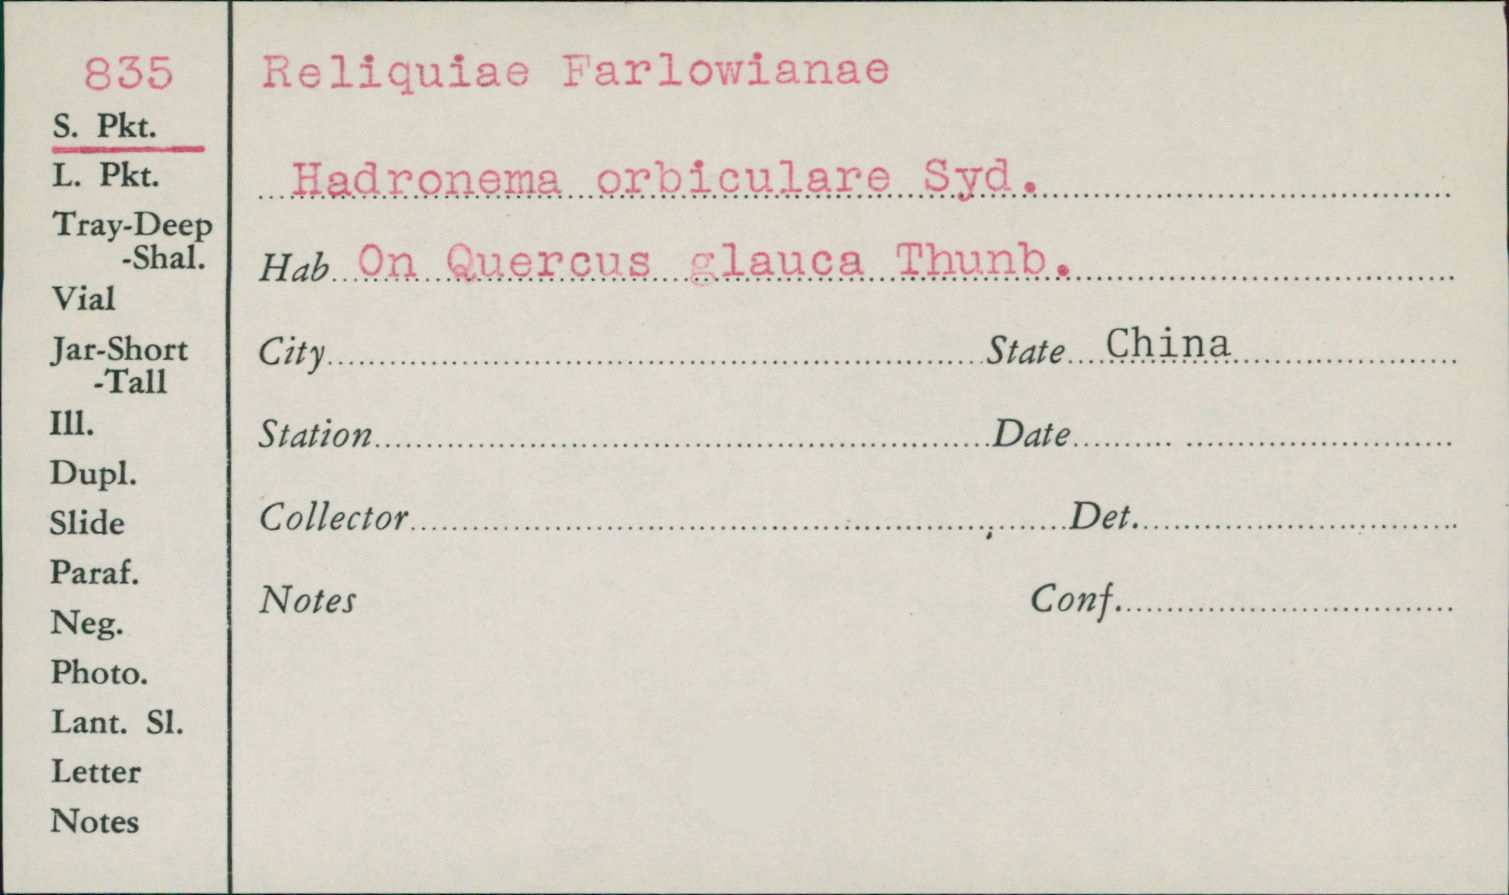 835
S. Pkt.
L. Pkt.
Tray-Deep
-Shal.
Vial
Jar-Short
-Tall
Ill.
Dupl.
Slide
Paraf.
Neg.
Photo.
Lant. Sl.
Letter
Notes
Reliquiae Farlowianae
Hadronema orbiculare Syd.
Hab On Quercus glauca Thunb.
City State China
Station Date
Collector Det.
Notes Conf.